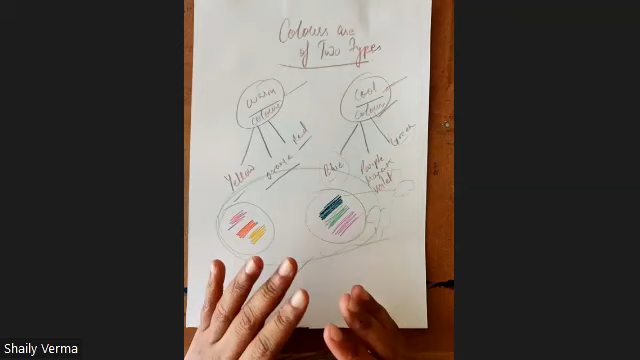 Colours are
of Two Types
warm
colours
cool
colours
Yellow
orange
Red
Blue
Purple
violet
Green
Shaily Verma